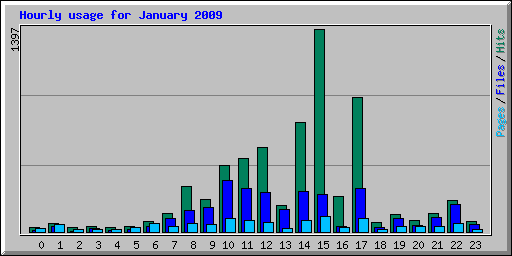 Hourly usage for January 2009
1397
Pages/Files/Hits
0 1 2 3 4 5 6 7 8 9 10 11 12 13 14 15 16 17 18 19 20 21 22 23